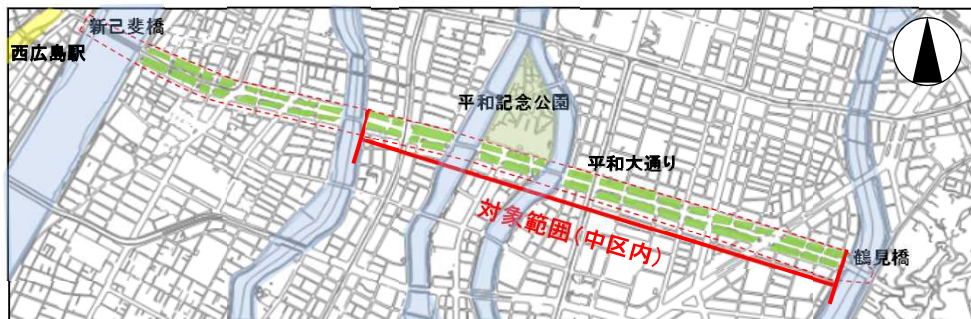 新己斐橋
西広島駅
平和記念公園
平和大通り
対象範囲(中区内)
鶴見橋